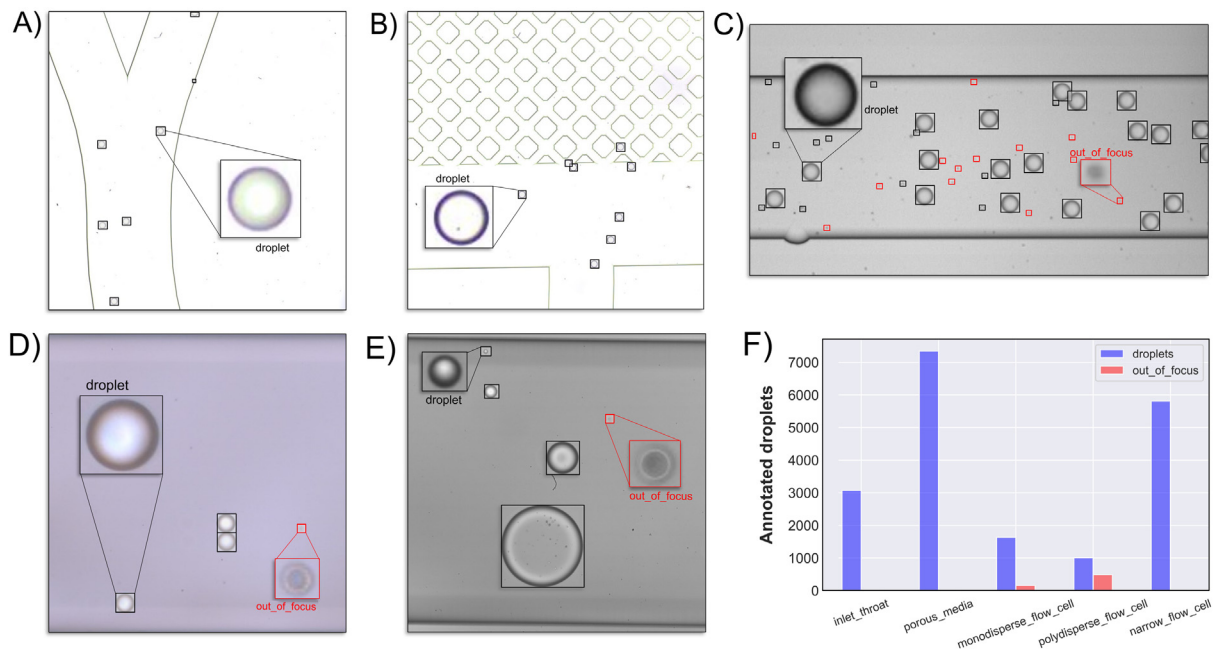 A)
droplet
B)
droplet
C)
droplet
out_of_focus
D)
droplet
out_of_focus
E)
droplet
out_of_focus
F)
droplets
out_of_focus
Annotated droplets
7000
6000
5000
4000
3000
2000
1000
0
inlet_throat
porous_media
monodisperse_flow_cell
polydisperse_flow_cell
narrow_flow_cell